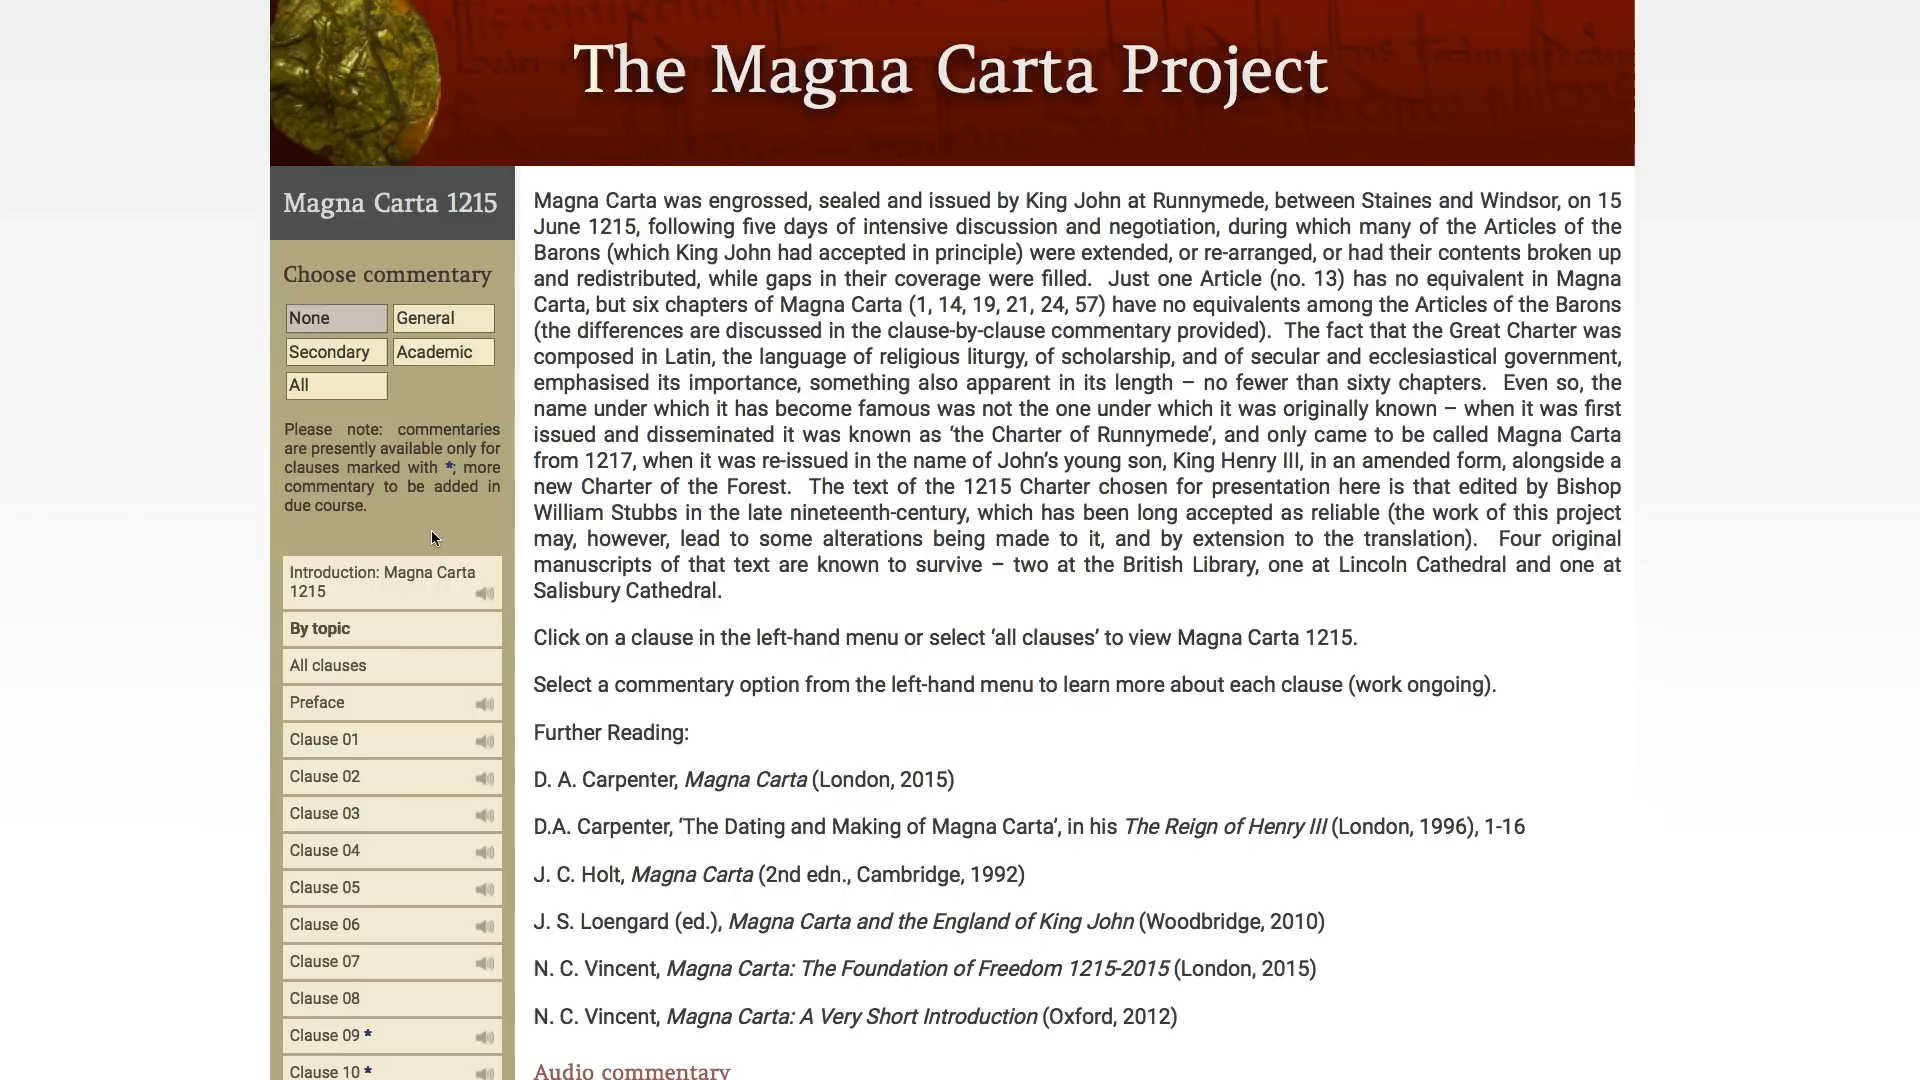 The Magna Carta Project
Magna Carta 1215
Choose commentary
None
General
Secondary
Academic
All
Please note: commentaries
are presently available only for
clauses marked with *; more
commentary to be added in
due course.
Introduction: Magna Carta
1215
By topic
All clauses
Preface
Clause 01
Clause 02
Clause 03
Clause 04
Clause 05
Clause 06
Clause 07
Clause 08
Clause 09 *
Clause 10 *
Magna Carta was engrossed, sealed and issued by King John at Runnymede, between Staines and Windsor, on 15
June 1215, following five days of intensive discussion and negotiation, during which many of the Articles of the
Barons (which King John had accepted in principle) were extended, or re-arranged, or had their contents broken up
and redistributed, while gaps in their coverage were filled. Just one Article (no. 13) has no equivalent in Magna
Carta, but six chapters of Magna Carta (1, 14, 19, 21, 24, 57) have no equivalents among the Articles of the Barons
(the differences are discussed in the clause-by-clause commentary provided). The fact that the Great Charter was
composed in Latin, the language of religious liturgy, of scholarship, and of secular and ecclesiastical government,
emphasised its importance, something also apparent in its length – no fewer than sixty chapters. Even so, the
name under which it has become famous was not the one under which it was originally known – when it was first
issued and disseminated it was known as ‘the Charter of Runnymede’, and only came to be called Magna Carta
from 1217, when it was re-issued in the name of John’s young son, King Henry III, in an amended form, alongside a
new Charter of the Forest. The text of the 1215 Charter chosen for presentation here is that edited by Bishop
William Stubbs in the late nineteenth-century, which has been long accepted as reliable (the work of this project
may, however, lead to some alterations being made to it, and by extension to the translation). Four original
manuscripts of that text are known to survive – two at the British Library, one at Lincoln Cathedral and one at
Salisbury Cathedral.
Click on a clause in the left-hand menu or select ‘all clauses’ to view Magna Carta 1215.
Select a commentary option from the left-hand menu to learn more about each clause (work ongoing).
Further Reading:
D. A. Carpenter, Magna Carta (London, 2015)
D.A. Carpenter, ‘The Dating and Making of Magna Carta’, in his The Reign of Henry III (London, 1996), 1-16
J. C. Holt, Magna Carta (2nd edn., Cambridge, 1992)
J. S. Loengard (ed.), Magna Carta and the England of King John (Woodbridge, 2010)
N. C. Vincent, Magna Carta: The Foundation of Freedom 1215-2015 (London, 2015)
N. C. Vincent, Magna Carta: A Very Short Introduction (Oxford, 2012)
Audio commentary